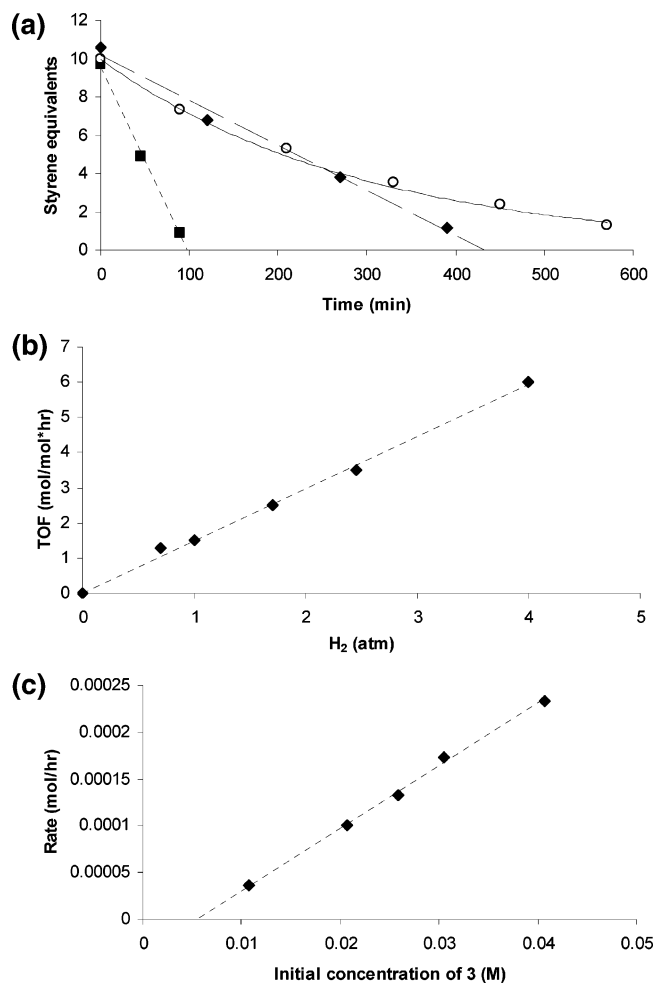 (a)
Styrene equivalents
12
10
8
6
4
2
0
0 100 200 300 400 500 600
Time (min)
(b)
TOF (mol/mol*hr)
7
6
5
4
3
2
1
0
0 1 2 3 4 5
H₂ (atm)
(c)
Rate (mol/hr)
0.00025
0.0002
0.00015
0.0001
0.00005
0
0 0.01 0.02 0.03 0.04 0.05
Initial concentration of 3 (M)